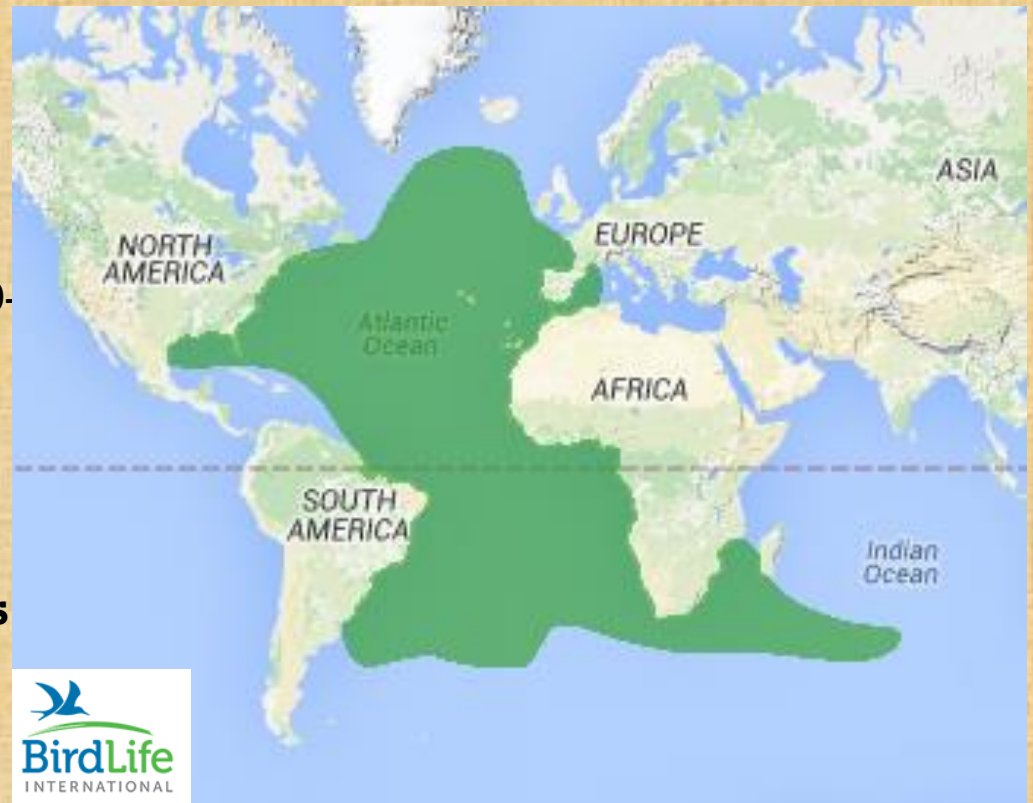 ASIA
EUROPE
NORTH
AMERICA
Atlantic
Ocean
AFRICA
SOUTH
AMERICA
Indian
Ocean
s
BirdLife
INTERNATIONAL